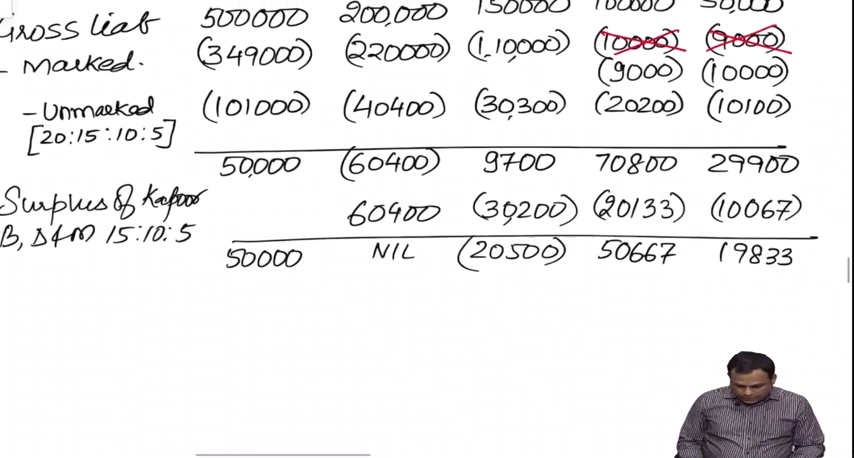 Gross liab 500000 200,000 150000 100000 50,000
- Marked. (349000) (220000) (1,10,000) (10000) (9000)
(9000) (10000)
- Unmarked (101000) (40400) (30,300) (20200) (10100)
[20:15:10:5]
50,000 (60400) 9700 70800 29900
Surplus of Kapoor 60400 (30,200) (20133) (10067)
B, D & M 15:10:5
50000 NIL (20500) 50667 19833